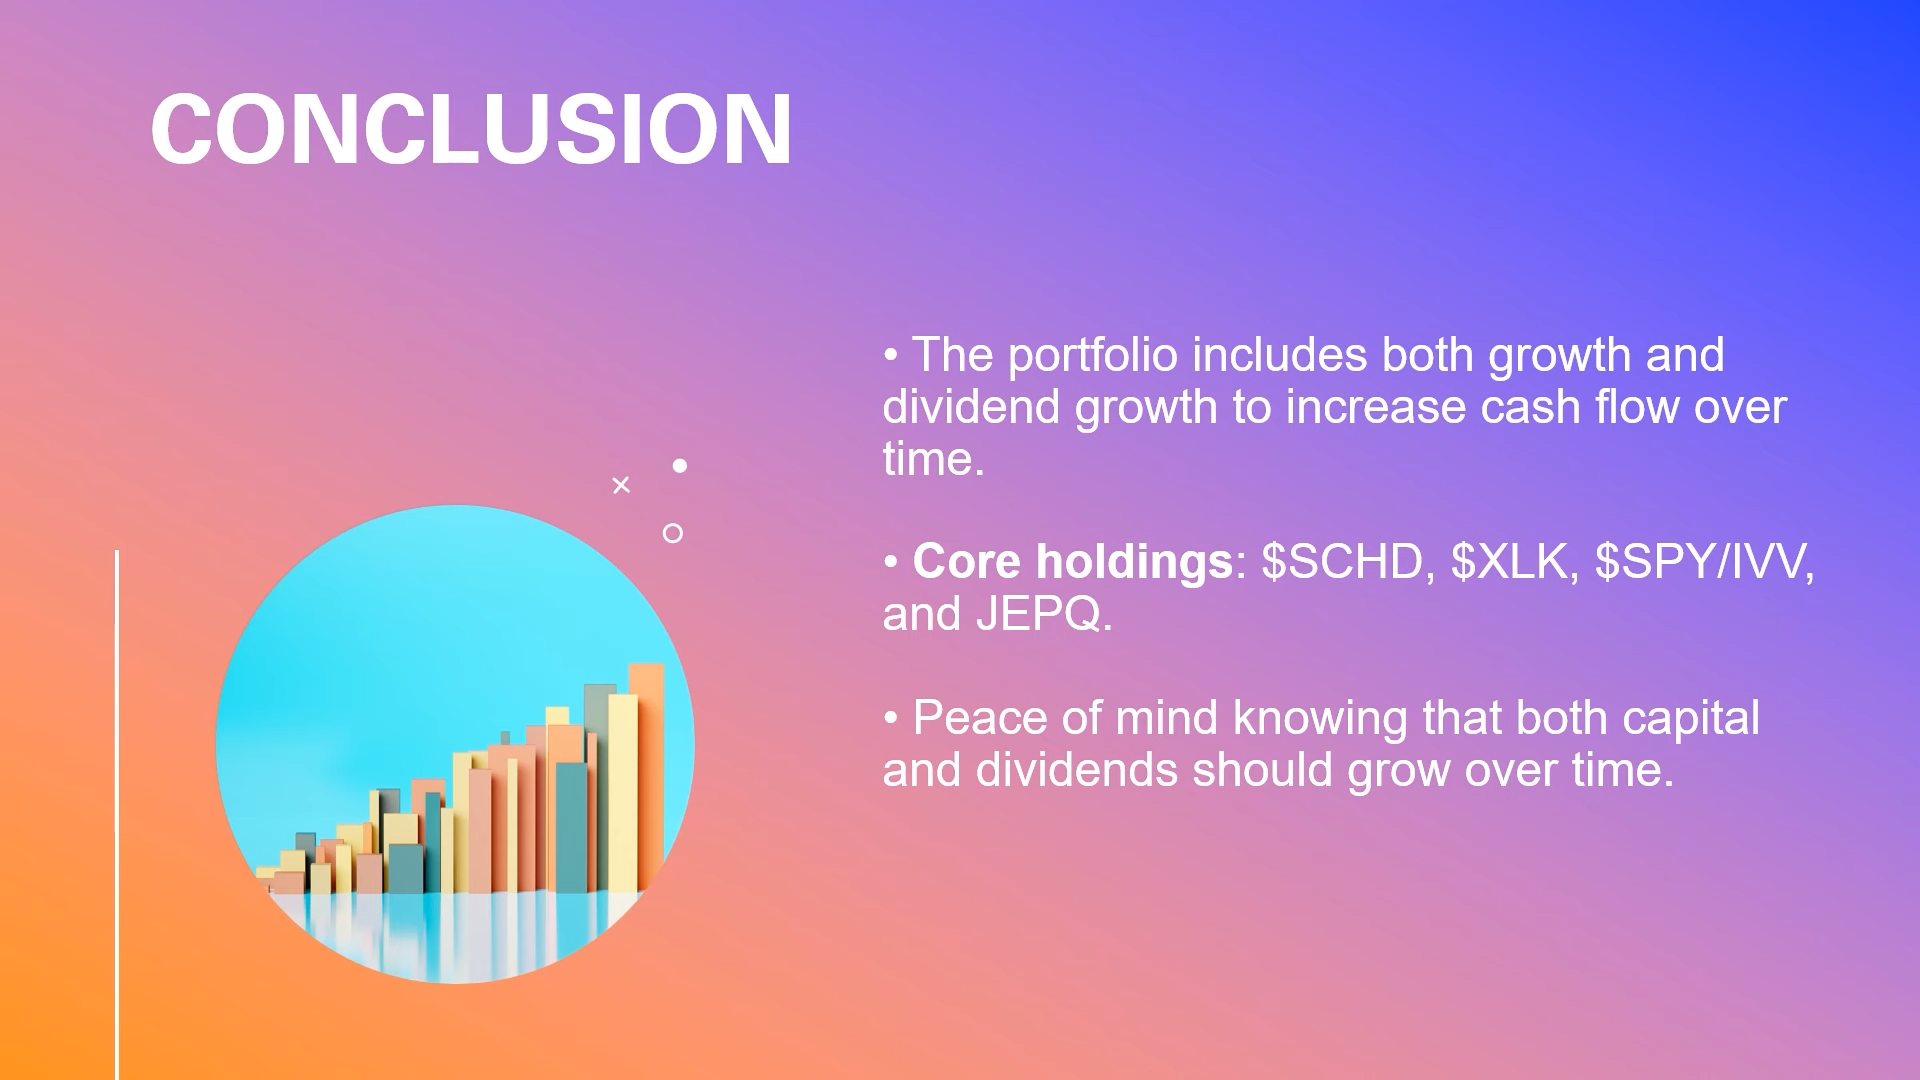 CONCLUSION
• The portfolio includes both growth and
dividend growth to increase cash flow over
time.
• Core holdings: $SCHD, $XLK, $SPY/IVV,
and JEPQ.
• Peace of mind knowing that both capital
and dividends should grow over time.